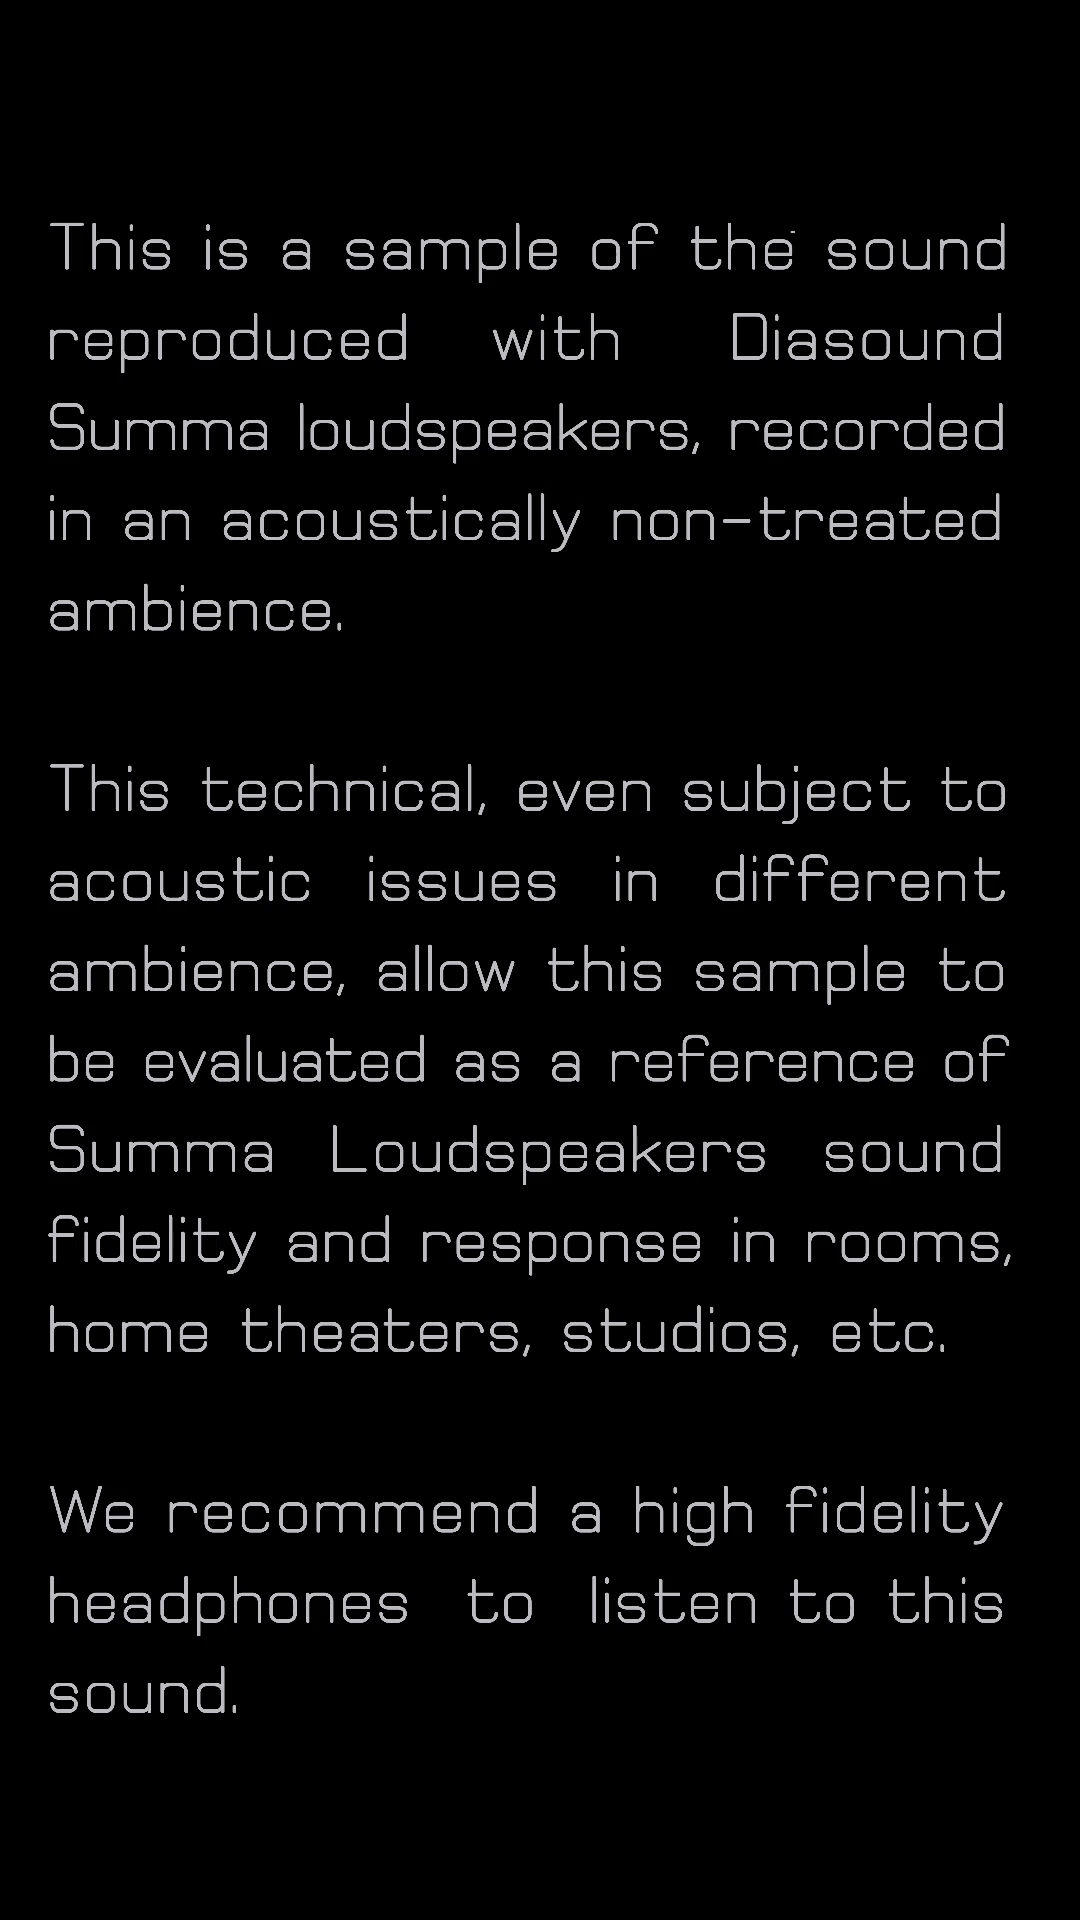 This is a sample of the sound
reproduced with Diasound
Summa loudspeakers, recorded
in an acoustically non-treated
ambience.
This technical, even subject to
acoustic issues in different
ambience, allow this sample to
be evaluated as a reference of
Summa Loudspeakers sound
fidelity and response in rooms,
home theaters, studios, etc.
We recommend a high fidelity
headphones to listen to this
sound.